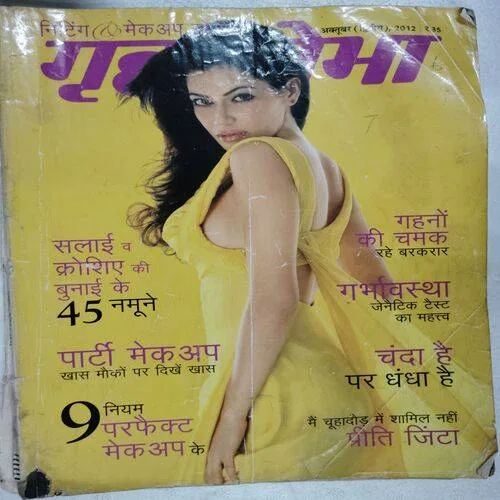 निटिंग मेकअप
अक्तूबर 2012 ₹35
सलाई व
क्रोशिए की
बुनाई के
45 नमूने
गहनों
की चमक
रहे बरकरार
गर्भावस्था
जेनैटिक टैस्ट
का महत्त्व
पार्टी मेकअप
खास मौकों पर दिखें खास
चंदा है
पर धंधा है
9 नियम
परफैक्ट
मेकअप के
मैं चूहादौड़ में शामिल नहीं
प्रीति जिंटा